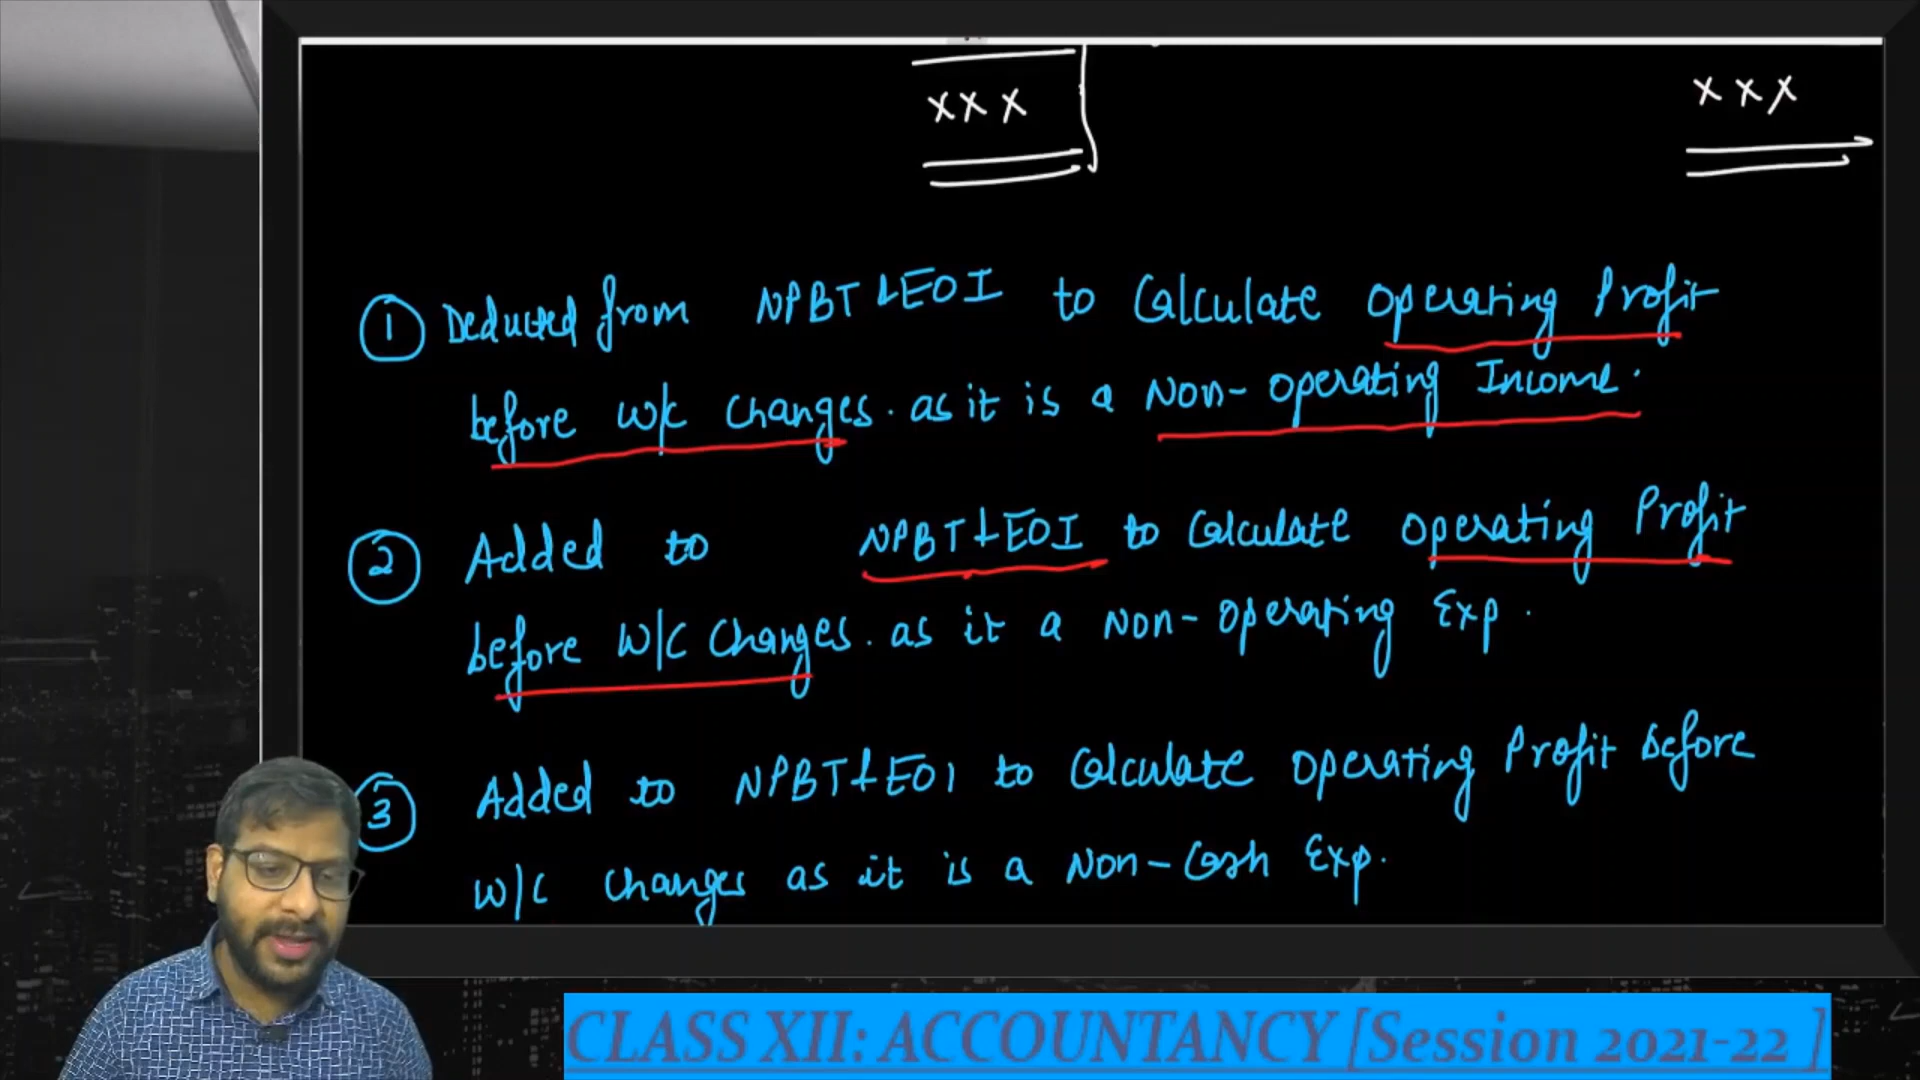 xxx
xxx
① Deducted from NPBT&EOI to Calculate Operating Profit
before W/C Changes. as it is a Non-Operating Income.
② Added to NPBT&EOI to Calculate Operating Profit
before W/C Changes. as it a Non-Operating Exp.
③ Added to NPBT&EOI to Calculate Operating Profit before
W/C Changes as it is a Non-Cash Exp.
CLASS XII: ACCOUNTANCY [Session 2021-22 ]